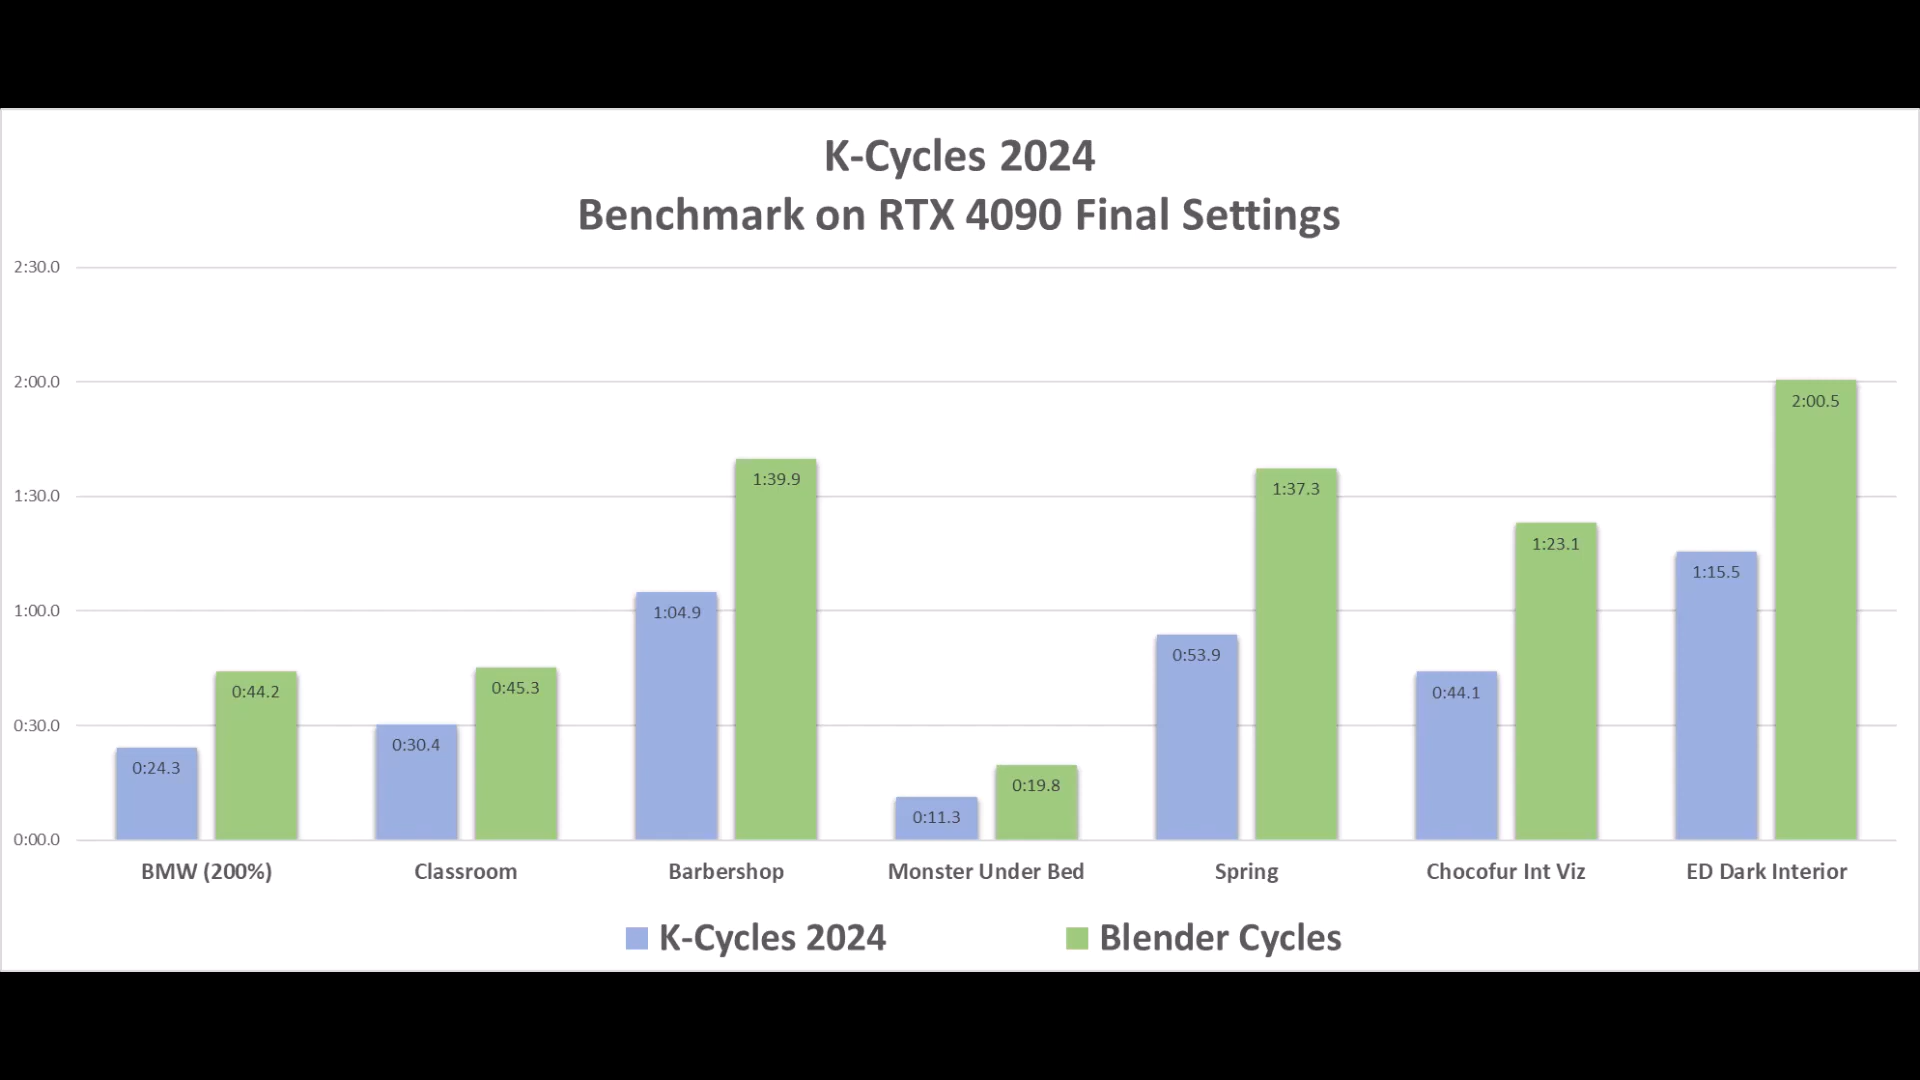 K-Cycles 2024
Benchmark on RTX 4090 Final Settings
2:30.0
2:00.0
1:30.0
1:00.0
0:30.0
0:00.0
0:24.3
0:44.2
0:30.4
0:45.3
1:04.9
1:39.9
0:11.3
0:19.8
0:53.9
1:37.3
0:44.1
1:23.1
1:15.5
2:00.5
BMW (200%)
Classroom
Barbershop
Monster Under Bed
Spring
Chocofur Int Viz
ED Dark Interior
K-Cycles 2024
Blender Cycles